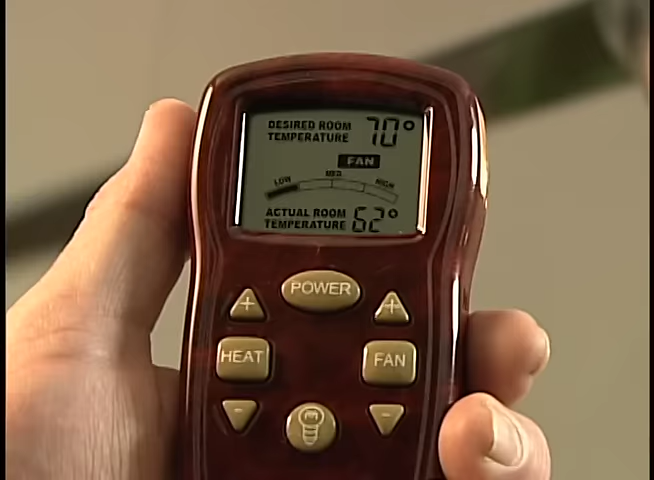 DESIRED ROOM
TEMPERATURE 70°
FAN
LOW MED HIGH
ACTUAL ROOM
TEMPERATURE 62°
POWER
+ +
HEAT FAN
- -